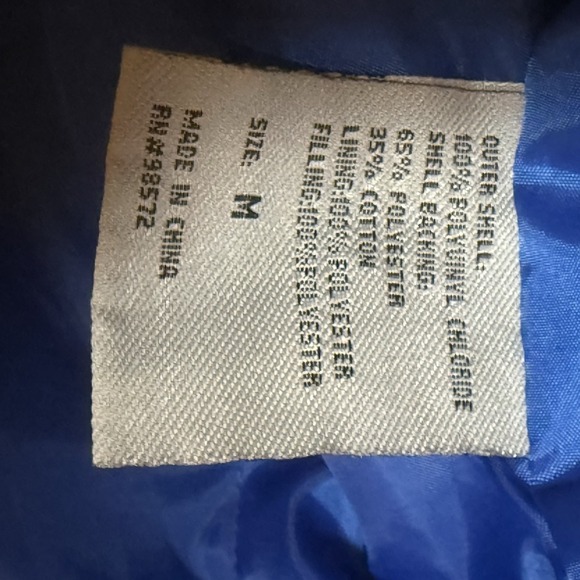 OUTER SHELL:
100% POLYVINYL CHLORIDE
SHELL BACKING:
65% POLYESTER
35% COTTON
LINING:100% POLYESTER
FILLING:100% POLYESTER
SIZE: M
MADE IN CHINA
RN#98572